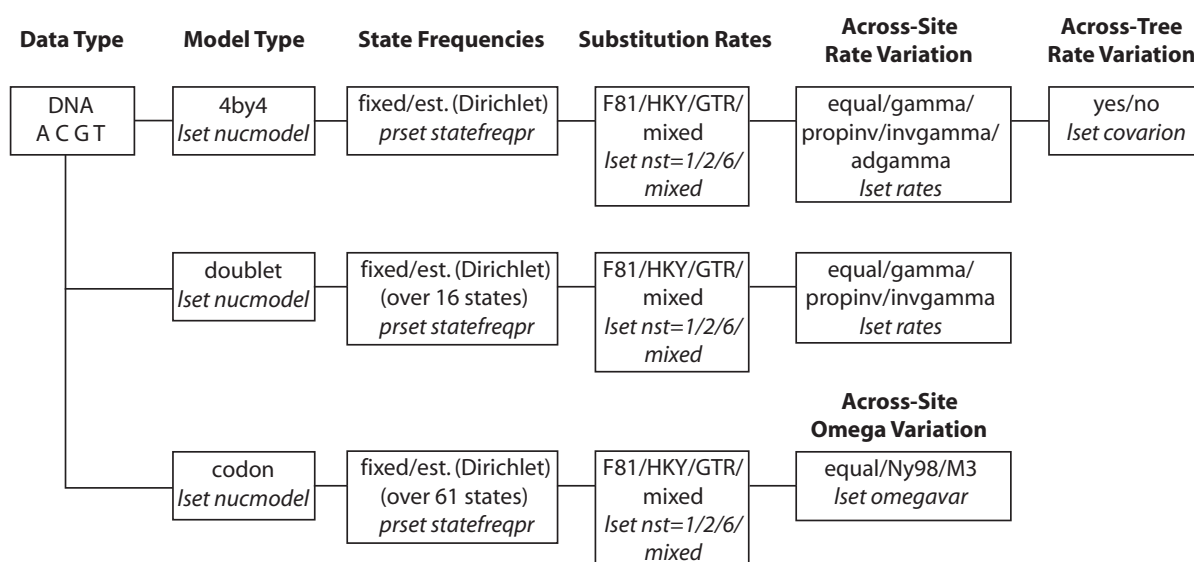 Data Type
Model Type
State Frequencies
Substitution Rates
Across-Site
Rate Variation
Across-Tree
Rate Variation
DNA
A C G T
4by4
lset nucmodel
fixed/est. (Dirichlet)
prset statefreqpr
F81/HKY/GTR/
mixed
lset nst=1/2/6/
mixed
equal/gamma/
propinv/invgamma/
adgamma
lset rates
yes/no
lset covarion
doublet
lset nucmodel
fixed/est. (Dirichlet)
(over 16 states)
prset statefreqpr
F81/HKY/GTR/
mixed
lset nst=1/2/6/
mixed
equal/gamma/
propinv/invgamma
lset rates
Across-Site
Omega Variation
codon
lset nucmodel
fixed/est. (Dirichlet)
(over 61 states)
prset statefreqpr
F81/HKY/GTR/
mixed
lset nst=1/2/6/
mixed
equal/Ny98/M3
lset omegavar